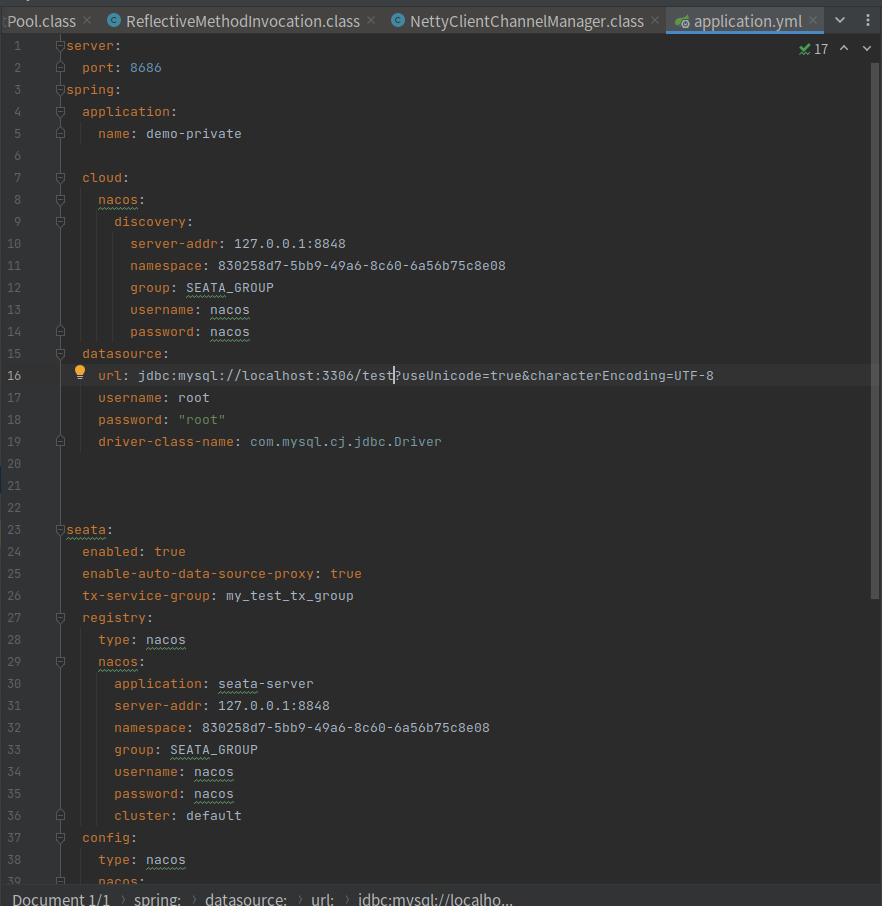 tPool.class × ReflectiveMethodInvocation.class × NettyClientChannelManager.class × application.yml ×
17
1 server:
2   port: 8686
3 spring:
4   application:
5     name: demo-private
6
7   cloud:
8     nacos:
9       discovery:
10         server-addr: 127.0.0.1:8848
11         namespace: 830258d7-5bb9-49a6-8c60-6a56b75c8e08
12         group: SEATA_GROUP
13         username: nacos
14         password: nacos
15   datasource:
16     url: jdbc:mysql://localhost:3306/test?useUnicode=true&characterEncoding=UTF-8
17     username: root
18     password: "root"
19     driver-class-name: com.mysql.cj.jdbc.Driver
20
21
22
23 seata:
24   enabled: true
25   enable-auto-data-source-proxy: true
26   tx-service-group: my_test_tx_group
27   registry:
28     type: nacos
29     nacos:
30       application: seata-server
31       server-addr: 127.0.0.1:8848
32       namespace: 830258d7-5bb9-49a6-8c60-6a56b75c8e08
33       group: SEATA_GROUP
34       username: nacos
35       password: nacos
36       cluster: default
37   config:
38     type: nacos
39     nacos:
Document 1/1 › spring: › datasource: › url: › jdbc:mysql://localho...